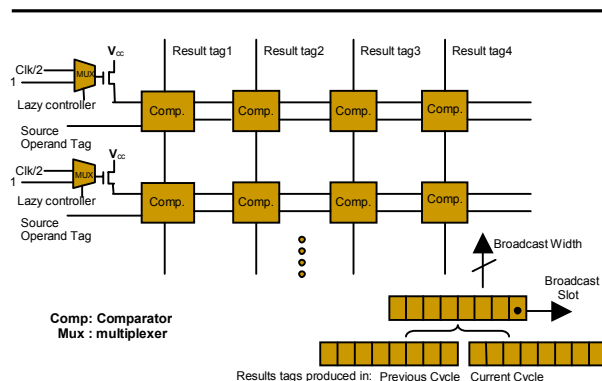 Vcc
Result tag1
Result tag2
Result tag3
Result tag4
Clk/2
MUX
1
Lazy controller
Comp.
Comp.
Comp.
Comp.
Source
Operand Tag
Vcc
Clk/2
MUX
1
Lazy controller
Comp.
Comp.
Comp.
Comp.
Source
Operand Tag
Broadcast Width
Broadcast
Slot
Comp: Comparator
Mux : multiplexer
Results tags produced in: Previous Cycle Current Cycle